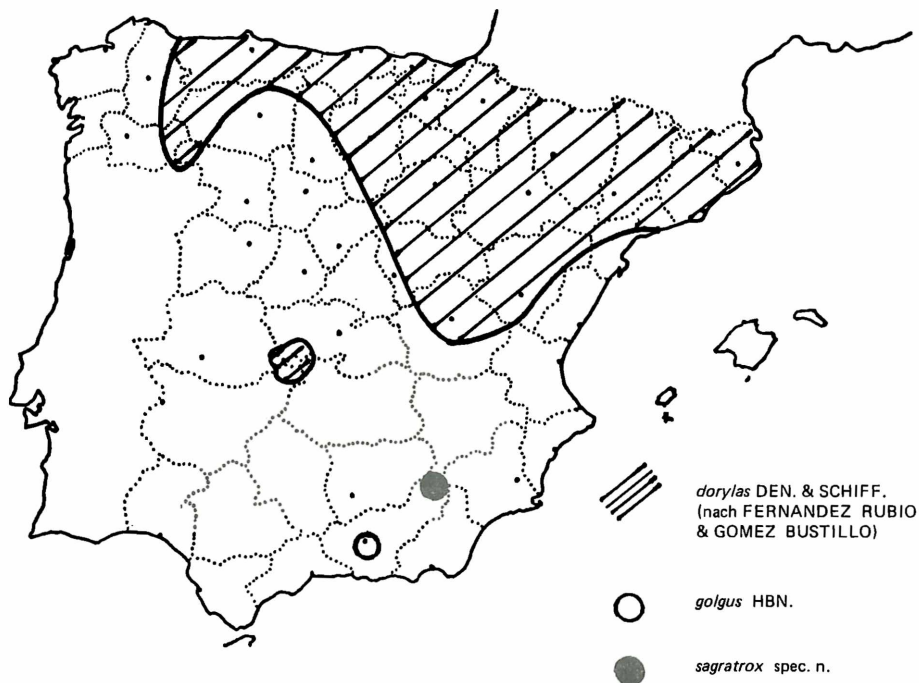 dorylas DEN. & SCHIFF.
(nach FERNANDEZ RUBIO
& GOMEZ BUSTILLO)
golgus HBN.
sagratrox spec. n.